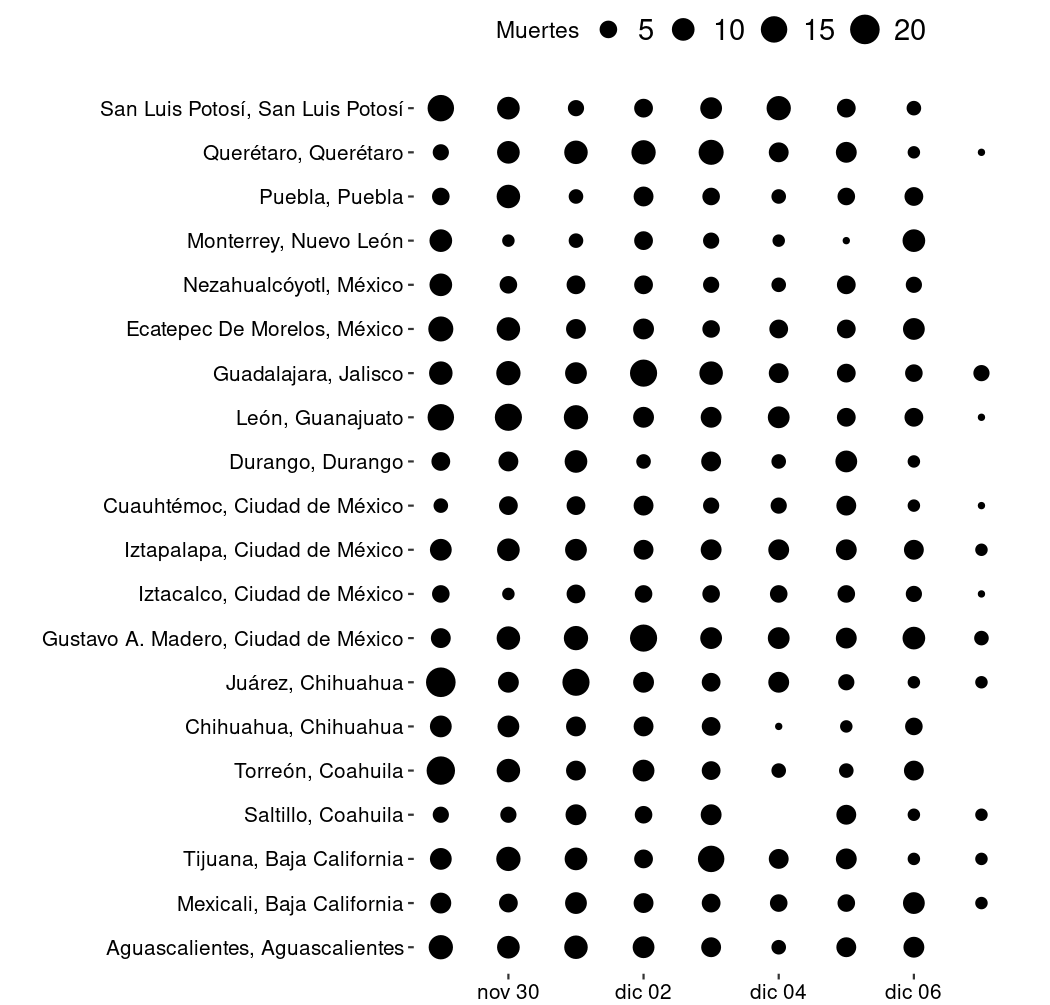 Muertes 5 10 15 20
San Luis Potosí, San Luis Potosí
Querétaro, Querétaro
Puebla, Puebla
Monterrey, Nuevo León
Nezahualcóyotl, México
Ecatepec De Morelos, México
Guadalajara, Jalisco
León, Guanajuato
Durango, Durango
Cuauhtémoc, Ciudad de México
Iztapalapa, Ciudad de México
Iztacalco, Ciudad de México
Gustavo A. Madero, Ciudad de México
Juárez, Chihuahua
Chihuahua, Chihuahua
Torreón, Coahuila
Saltillo, Coahuila
Tijuana, Baja California
Mexicali, Baja California
Aguascalientes, Aguascalientes
nov 30 dic 02 dic 04 dic 06